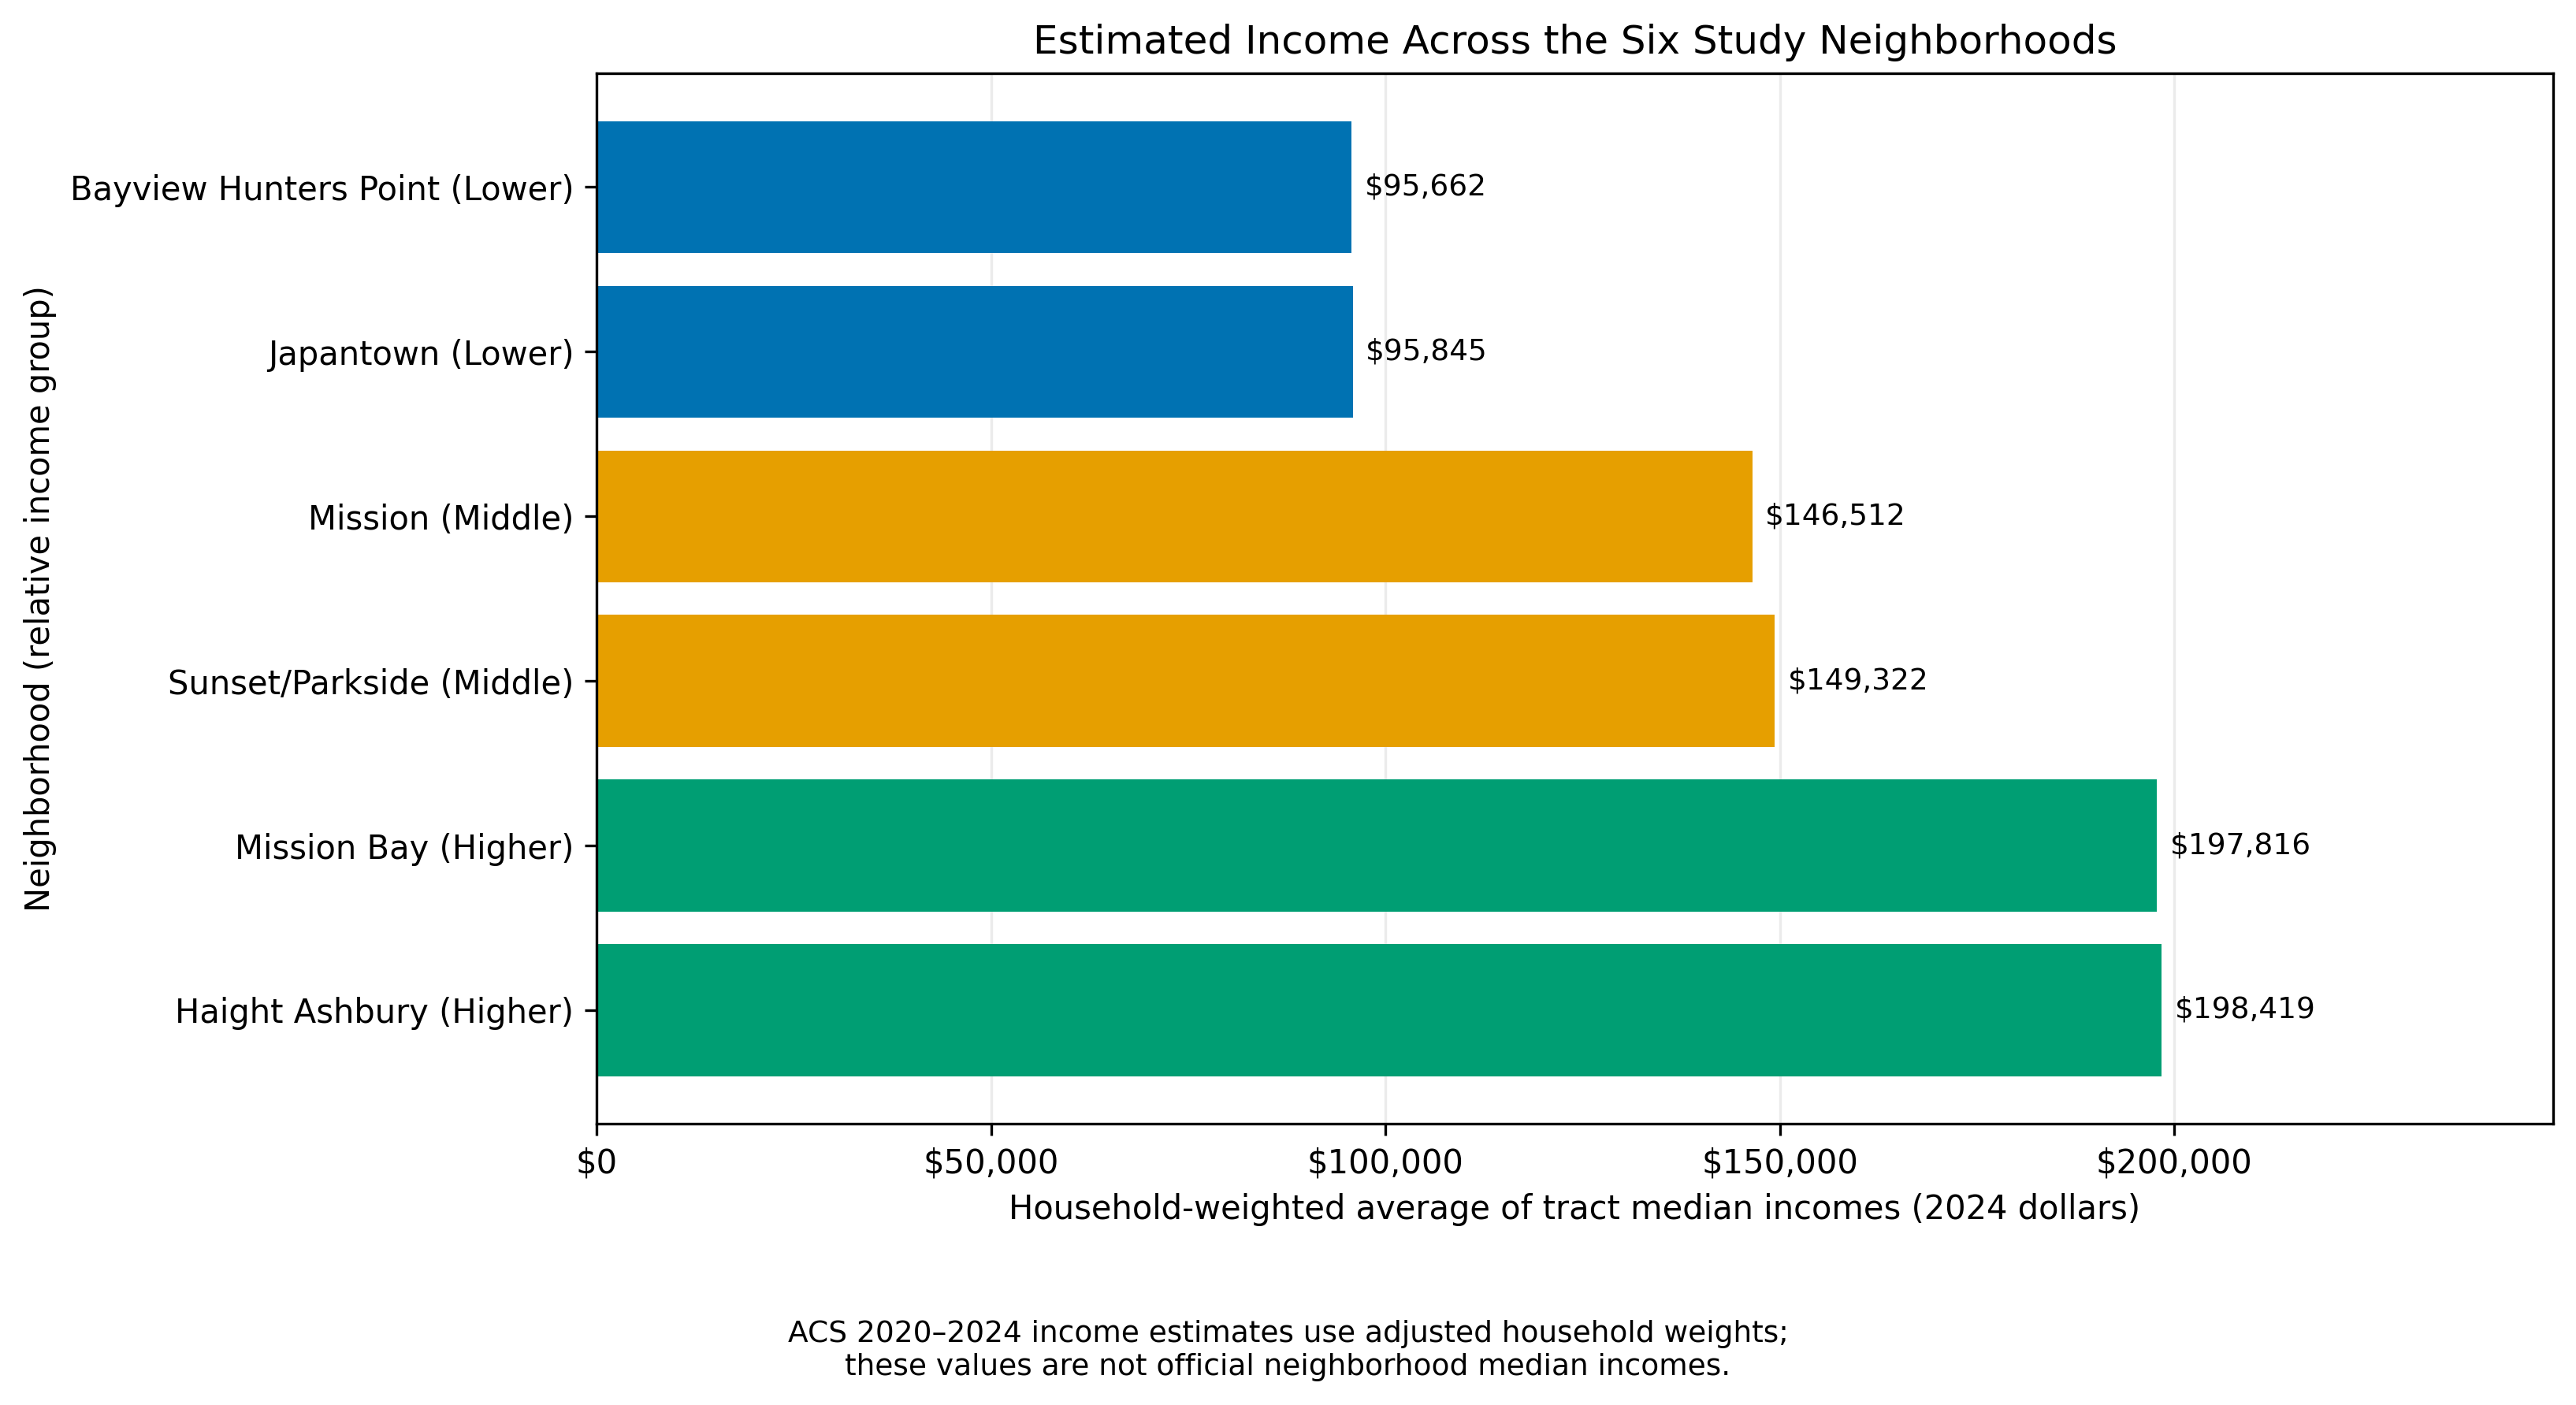 Estimated Income Across the Six Study Neighborhoods
Neighborhood (relative income group)
Bayview Hunters Point (Lower)
$95,662
Japantown (Lower)
$95,845
Mission (Middle)
$146,512
Sunset/Parkside (Middle)
$149,322
Mission Bay (Higher)
$197,816
Haight Ashbury (Higher)
$198,419
$0
$50,000
$100,000
$150,000
$200,000
Household-weighted average of tract median incomes (2024 dollars)
ACS 2020–2024 income estimates use adjusted household weights;
these values are not official neighborhood median incomes.